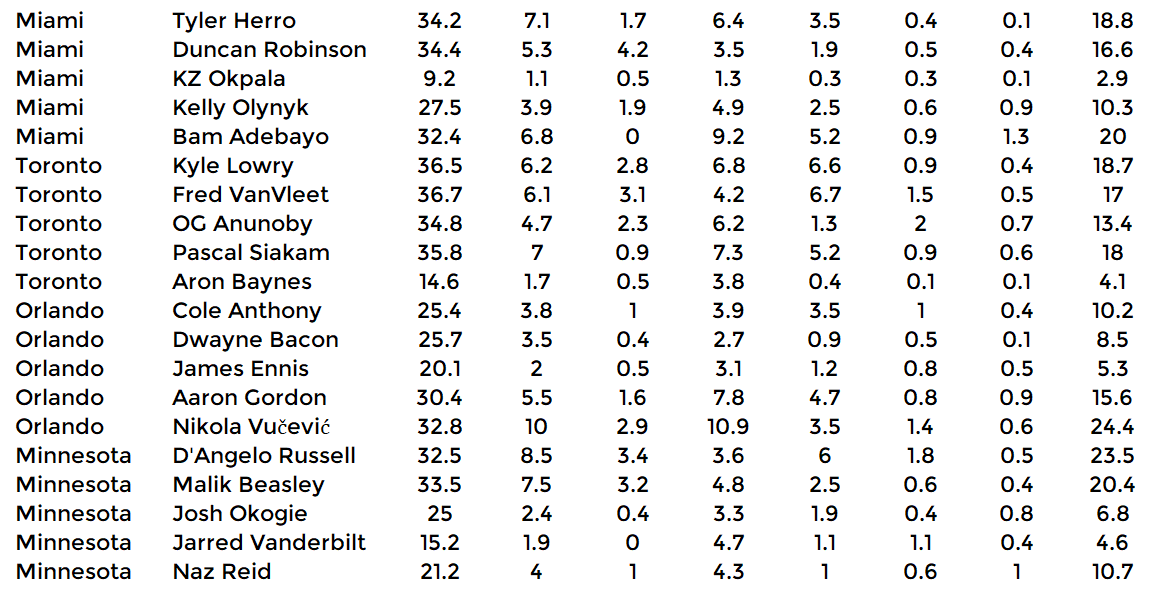 Miami Tyler Herro 34.2 7.1 1.7 6.4 3.5 0.4 0.1 18.8
Miami Duncan Robinson 34.4 5.3 4.2 3.5 1.9 0.5 0.4 16.6
Miami KZ Okpala 9.2 1.1 0.5 1.3 0.3 0.3 0.1 2.9
Miami Kelly Olynyk 27.5 3.9 1.9 4.9 2.5 0.6 0.9 10.3
Miami Bam Adebayo 32.4 6.8 0 9.2 5.2 0.9 1.3 20
Toronto Kyle Lowry 36.5 6.2 2.8 6.8 6.6 0.9 0.4 18.7
Toronto Fred VanVleet 36.7 6.1 3.1 4.2 6.7 1.5 0.5 17
Toronto OG Anunoby 34.8 4.7 2.3 6.2 1.3 2 0.7 13.4
Toronto Pascal Siakam 35.8 7 0.9 7.3 5.2 0.9 0.6 18
Toronto Aron Baynes 14.6 1.7 0.5 3.8 0.4 0.1 0.1 4.1
Orlando Cole Anthony 25.4 3.8 1 3.9 3.5 1 0.4 10.2
Orlando Dwayne Bacon 25.7 3.5 0.4 2.7 0.9 0.5 0.1 8.5
Orlando James Ennis 20.1 2 0.5 3.1 1.2 0.8 0.5 5.3
Orlando Aaron Gordon 30.4 5.5 1.6 7.8 4.7 0.8 0.9 15.6
Orlando Nikola Vučević 32.8 10 2.9 10.9 3.5 1.4 0.6 24.4
Minnesota D'Angelo Russell 32.5 8.5 3.4 3.6 6 1.8 0.5 23.5
Minnesota Malik Beasley 33.5 7.5 3.2 4.8 2.5 0.6 0.4 20.4
Minnesota Josh Okogie 25 2.4 0.4 3.3 1.9 0.4 0.8 6.8
Minnesota Jarred Vanderbilt 15.2 1.9 0 4.7 1.1 1.1 0.4 4.6
Minnesota Naz Reid 21.2 4 1 4.3 1 0.6 1 10.7